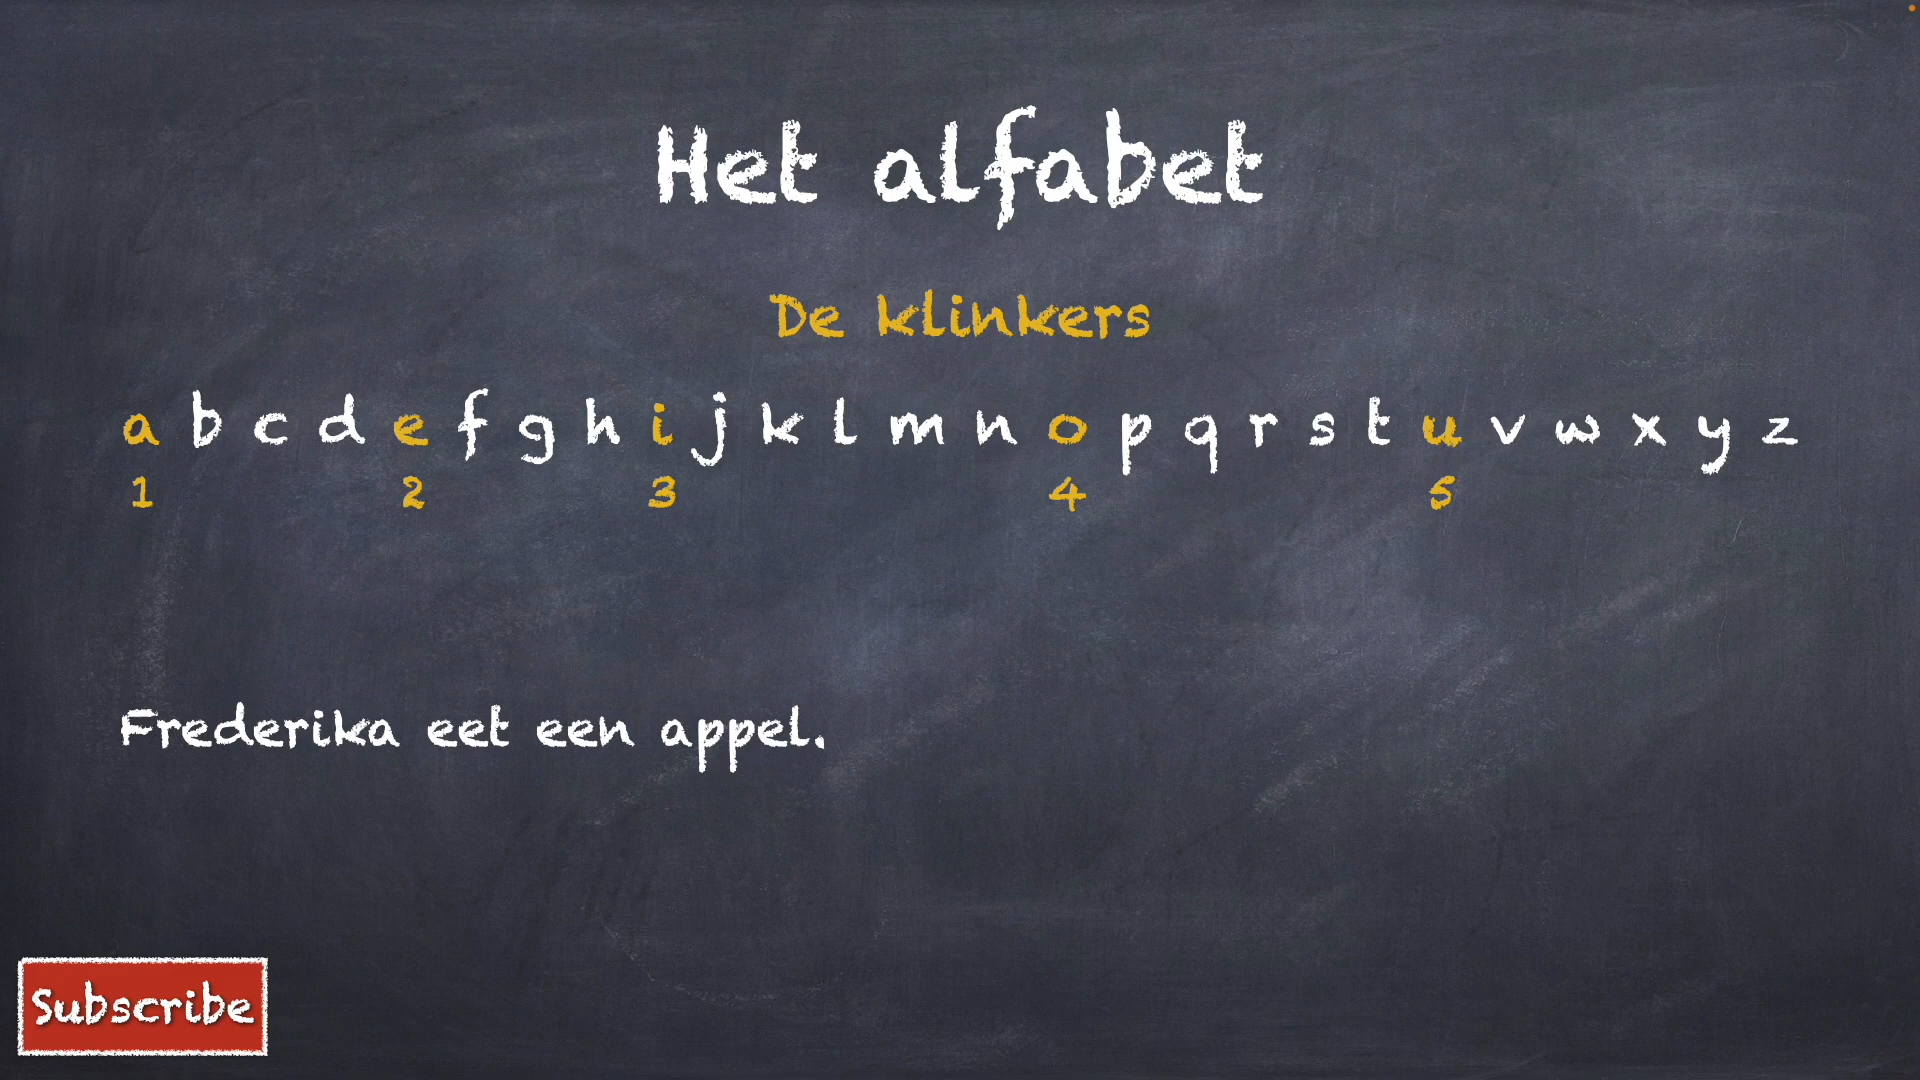 Het alfabet
De klinkers
a b c d e f g h i j k l m n o p q r s t u v w x y z
1 2 3 4 5
Frederika eet een appel.
Subscribe